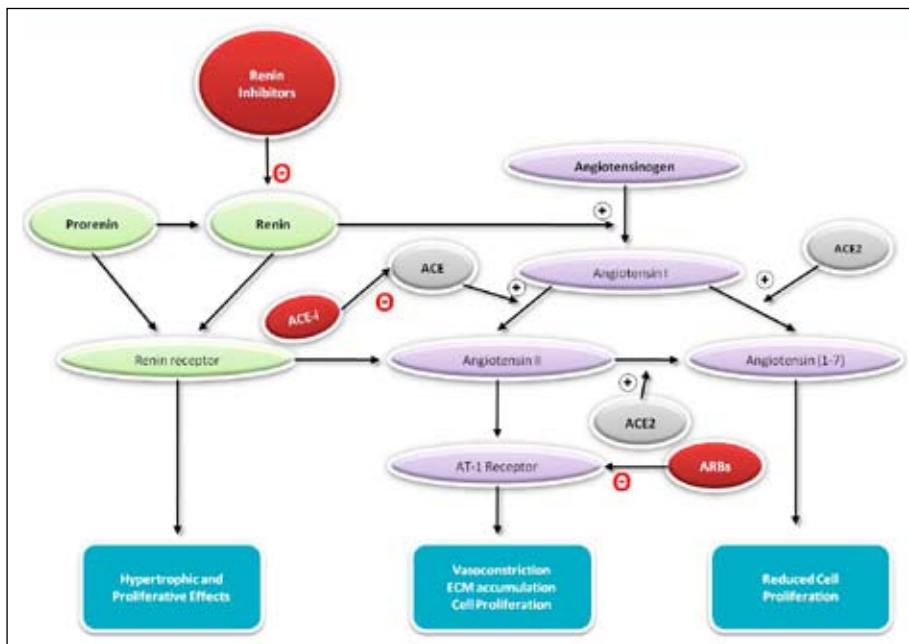 Renin
Inhibitors
Θ
Angiotensinogen
+
Prorenin
Renin
ACE2
ACE
Angiotensin I
+
+
Θ
ACE-i
Renin receptor
Angiotensin II
Angiotensin (1-7)
+
ACE2
AT-1 Receptor
ARBs
Θ
Hypertrophic and
Proliferative Effects
Vasoconstriction
ECM accumulation
Cell Proliferation
Reduced Cell
Proliferation